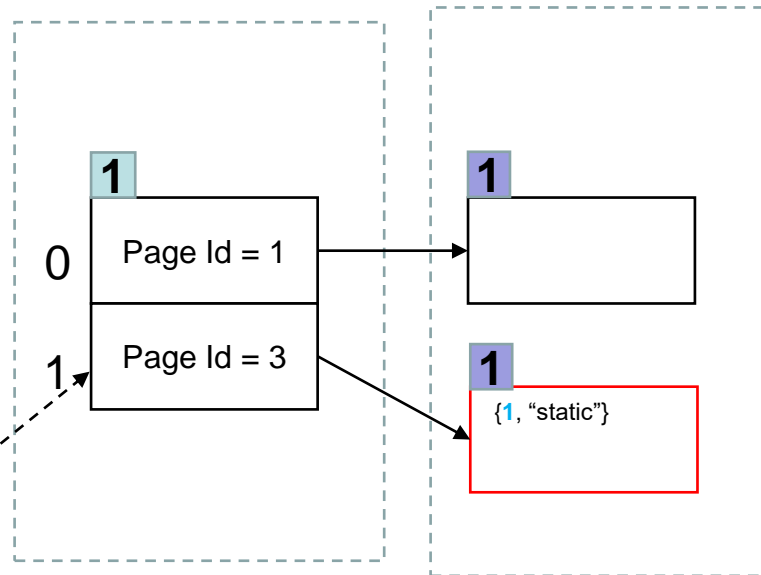 1
0
Page Id = 1
1
Page Id = 3
1
1
{1, “static”}